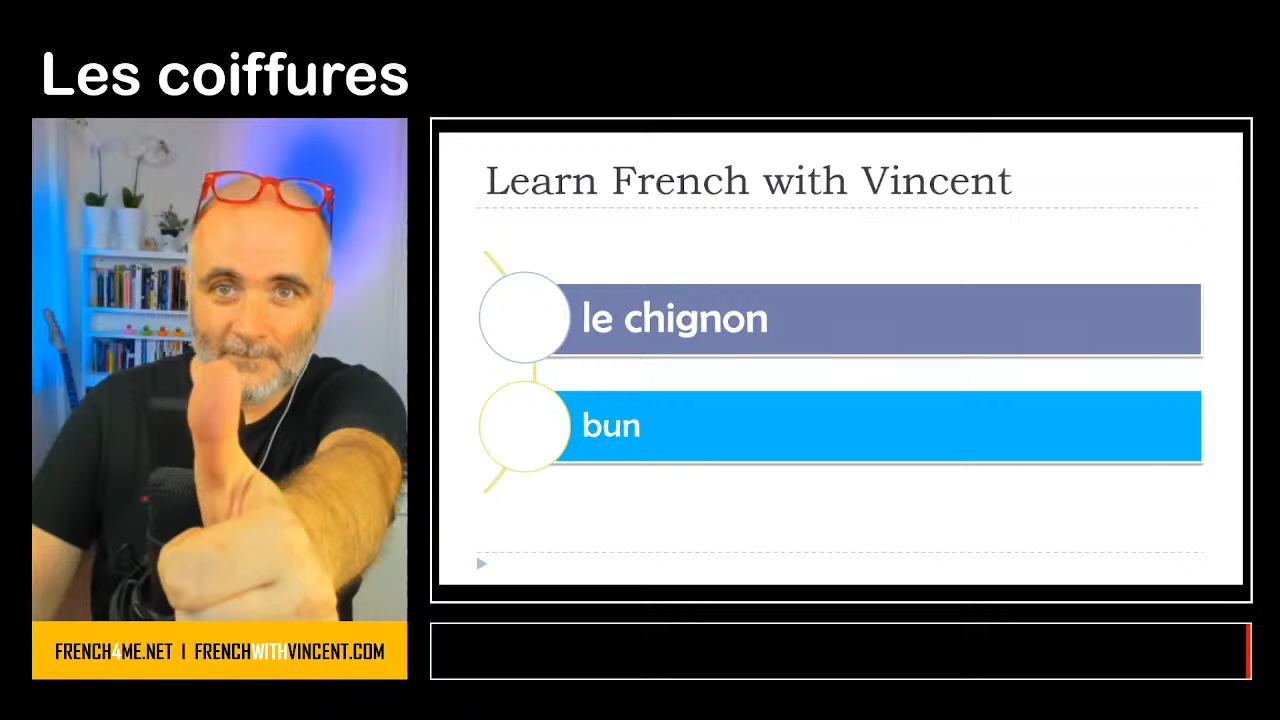 Les coiffures
Learn French with Vincent
le chignon
bun
FRENCH4ME.NET I FRENCHWITHVINCENT.COM